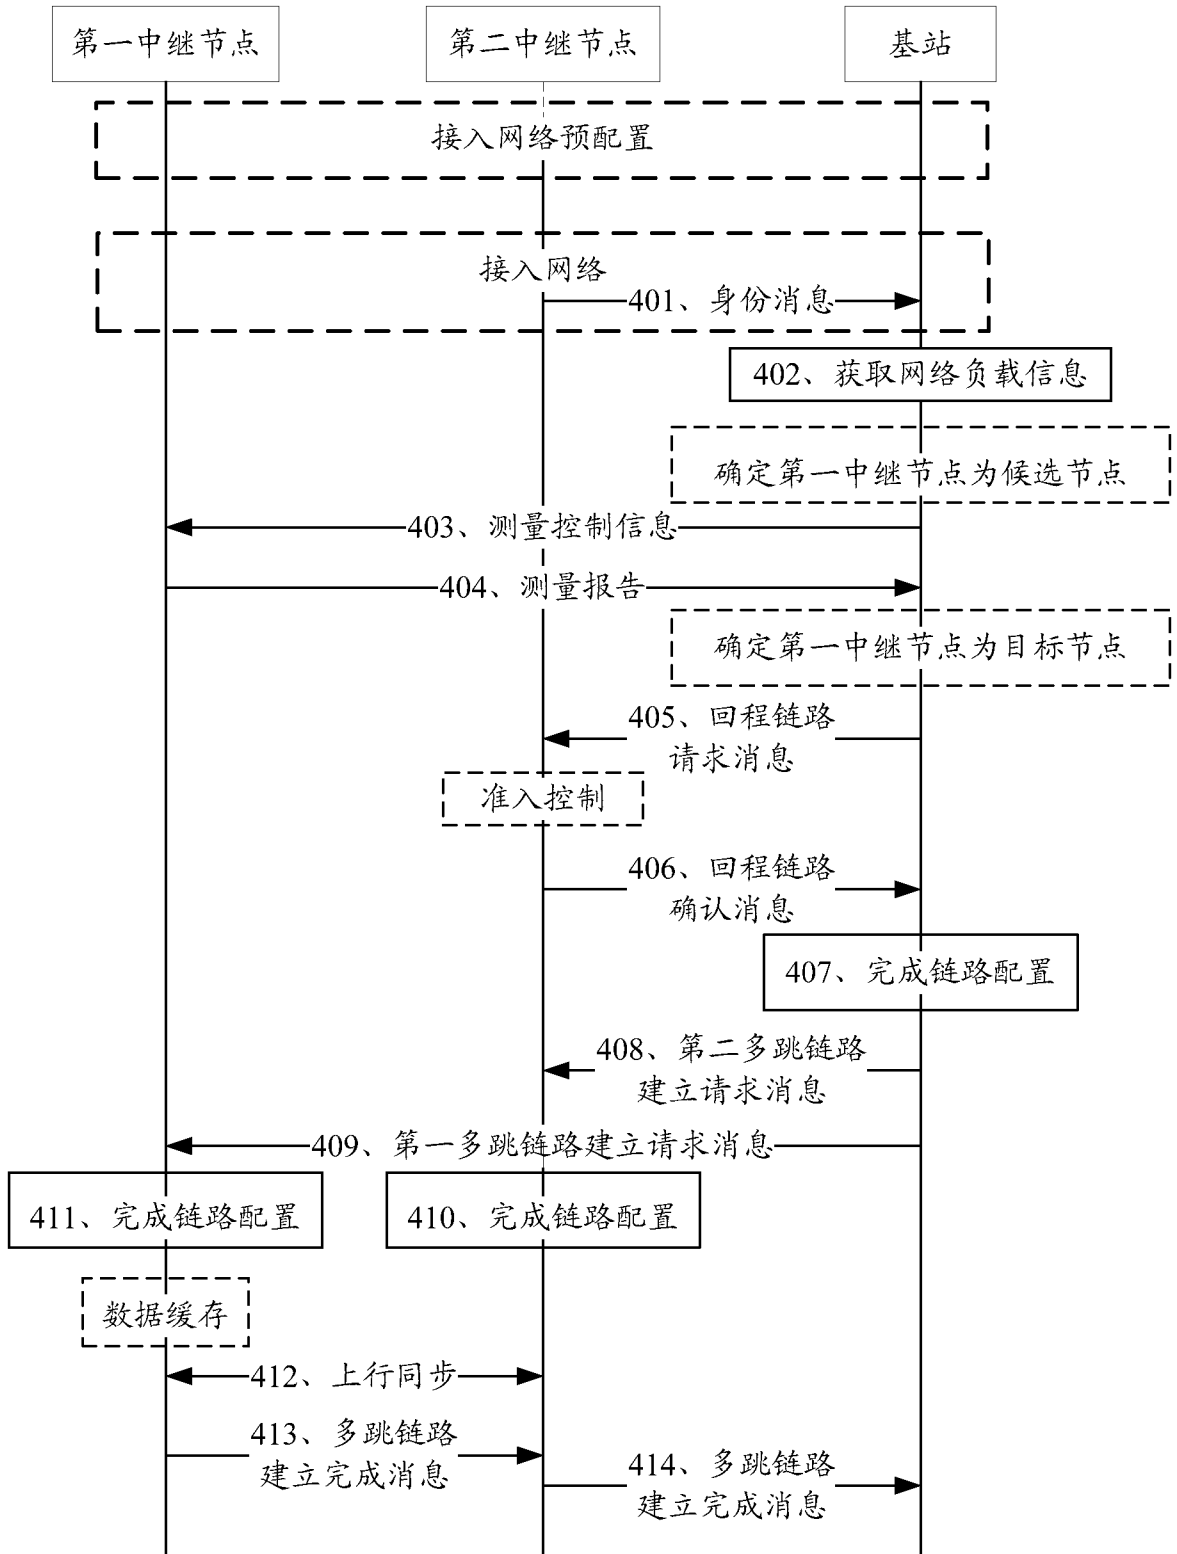 第一中继节点
第二中继节点
基站
接入网络预配置
接入网络
401、身份消息
402、获取网络负载信息
确定第一中继节点为候选节点
403、测量控制信息
404、测量报告
确定第一中继节点为目标节点
405、回程链路
请求消息
准入控制
406、回程链路
确认消息
407、完成链路配置
408、第二多跳链路
建立请求消息
409、第一多跳链路建立请求消息
411、完成链路配置
410、完成链路配置
数据缓存
412、上行同步
413、多跳链路
建立完成消息
414、多跳链路
建立完成消息